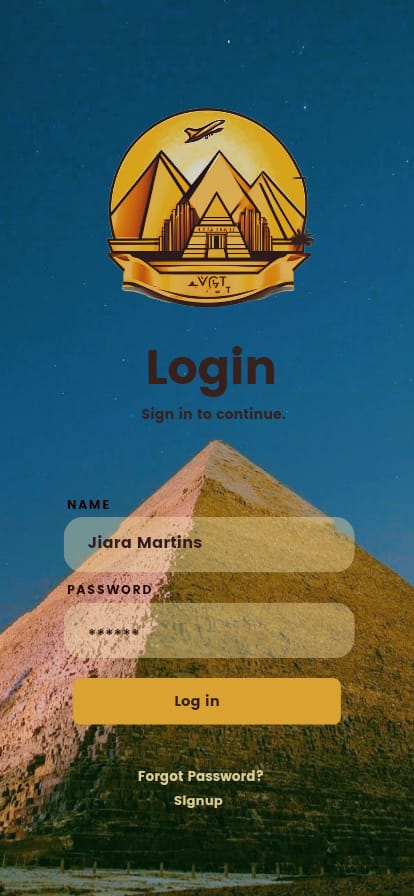 Login
Sign in to continue.
NAME
Jiara Martins
PASSWORD
******
Log in
Forgot Password?
Signup